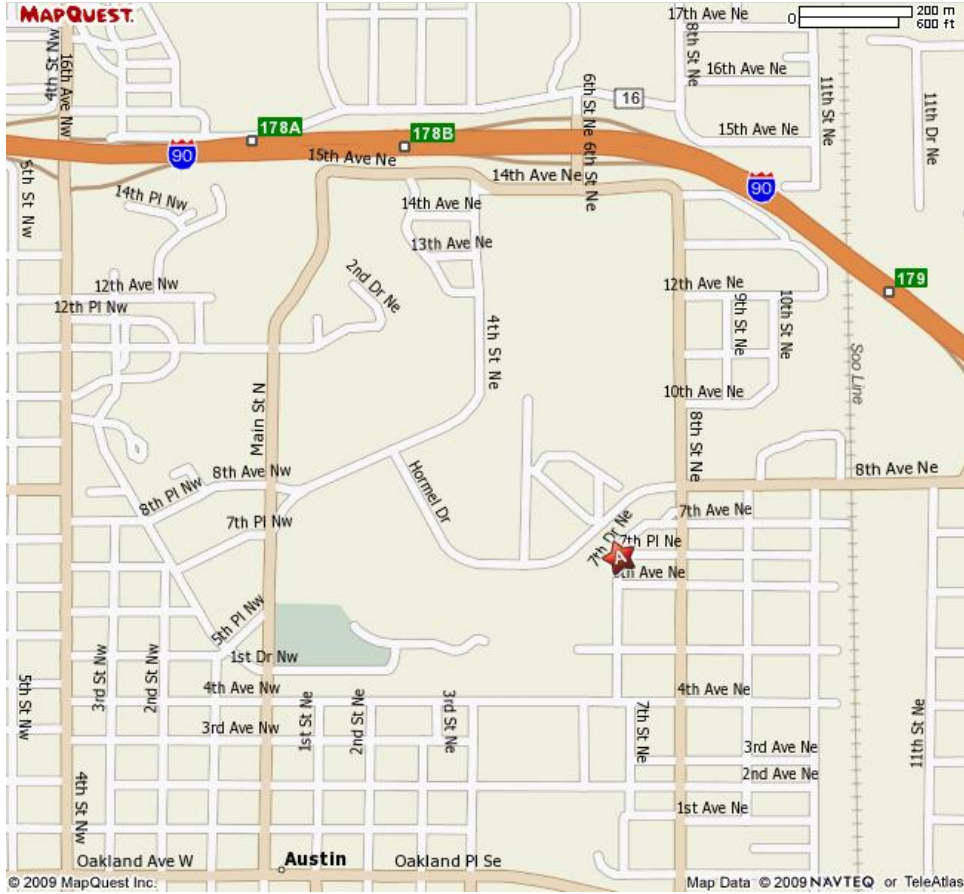 MAPQUEST.
200 m
0
600 ft
17th Ave Ne
4th St Nw
16th Ave Nw
8th St Ne
16th Ave Ne
11th St Ne
11th Dr Ne
6th St Ne
16
178A
178B
15th Ave Ne
90
15th Ave Ne
5th St Nw
14th Ave Ne
6th St Ne
90
14th Pl Nw
14th Ave Ne
13th Ave Ne
2nd Dr Ne
12th Ave Nw
12th Ave Ne
179
12th Pl Nw
9th St Ne
10th St Ne
4th St Ne
Soo Line
10th Ave Ne
Main St N
8th St Ne
8th Ave Nw
8th Ave Ne
Hormel Dr
8th Pl Nw
7th Pl Nw
7th Ave Ne
7th Dr Ne
7th Pl Ne
A
th Ave Ne
5th Pl Nw
1st Dr Nw
3rd St Nw
2nd St Nw
4th Ave Nw
4th Ave Ne
5th St Nw
1st St Ne
2nd St Ne
3rd St Ne
7th St Ne
11th St Ne
3rd Ave Nw
3rd Ave Ne
2nd Ave Ne
4th St Nw
1st Ave Ne
Oakland Ave W
Austin
Oakland Pl Se
© 2009 MapQuest Inc.
Map Data © 2009 NAVTEQ or TeleAtlas